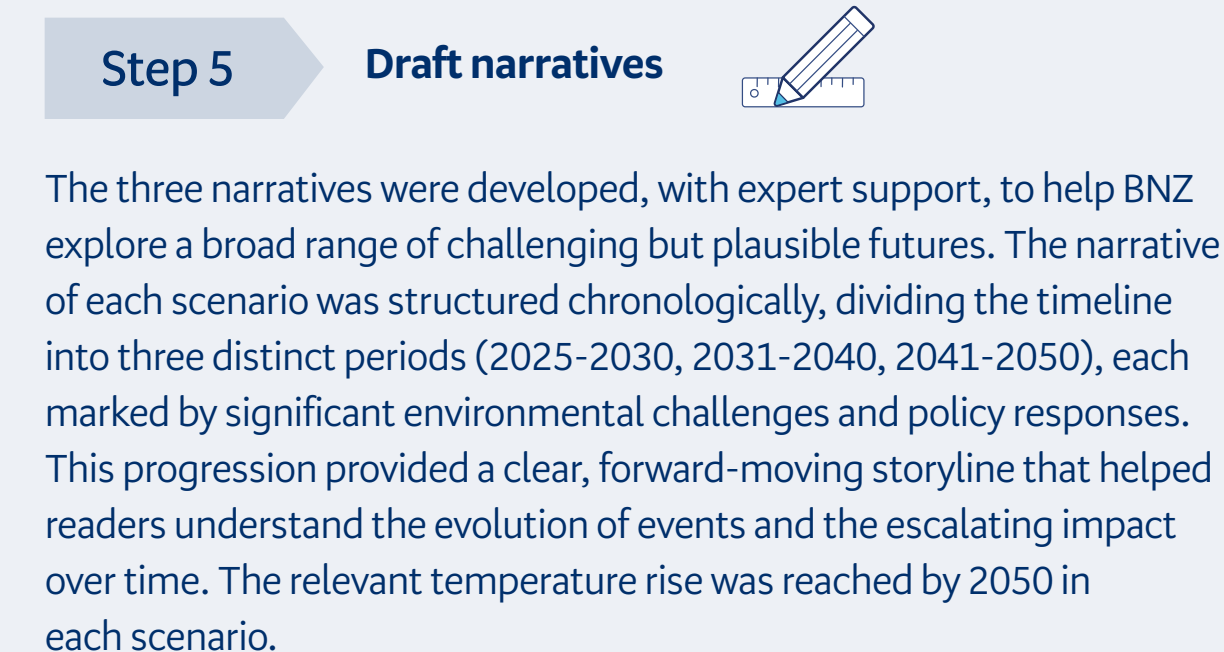 Step 5
Draft narratives
The three narratives were developed, with expert support, to help BNZ
explore a broad range of challenging but plausible futures. The narrative
of each scenario was structured chronologically, dividing the timeline
into three distinct periods (2025-2030, 2031-2040, 2041-2050), each
marked by significant environmental challenges and policy responses.
This progression provided a clear, forward-moving storyline that helped
readers understand the evolution of events and the escalating impact
over time. The relevant temperature rise was reached by 2050 in
each scenario.